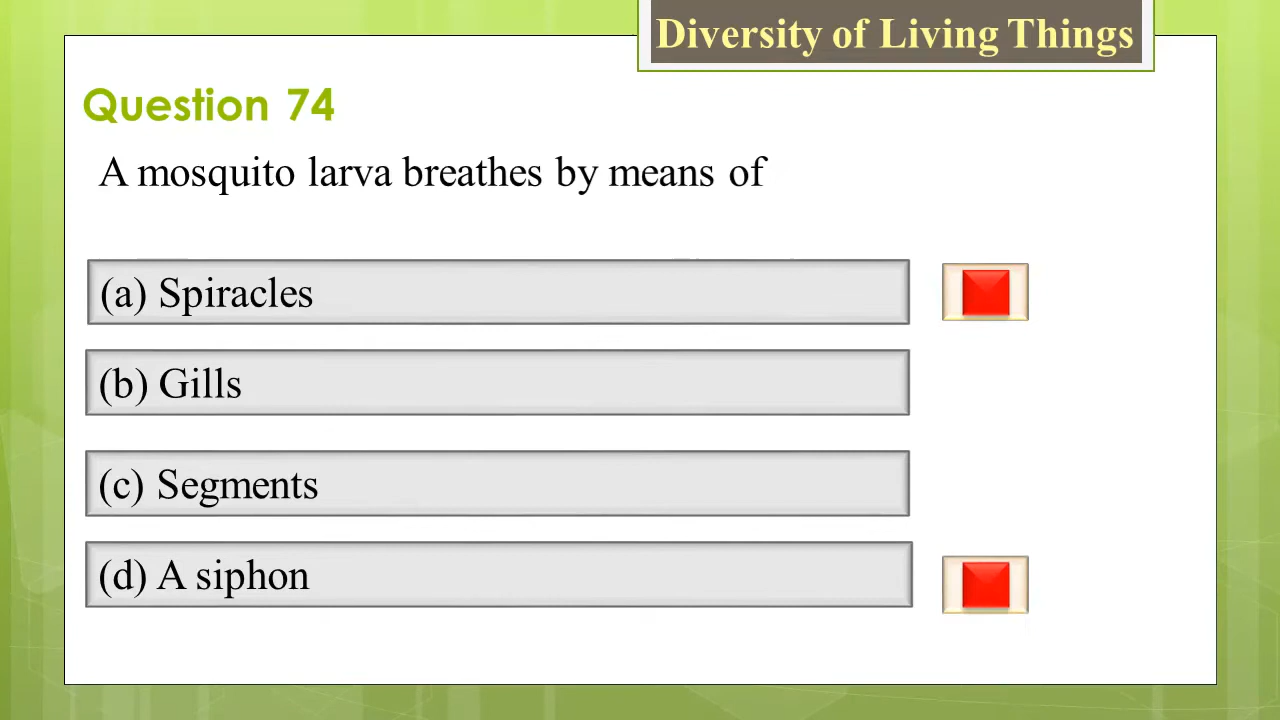 Diversity of Living Things
Question 74
A mosquito larva breathes by means of
(a) Spiracles
(b) Gills
(c) Segments
(d) A siphon